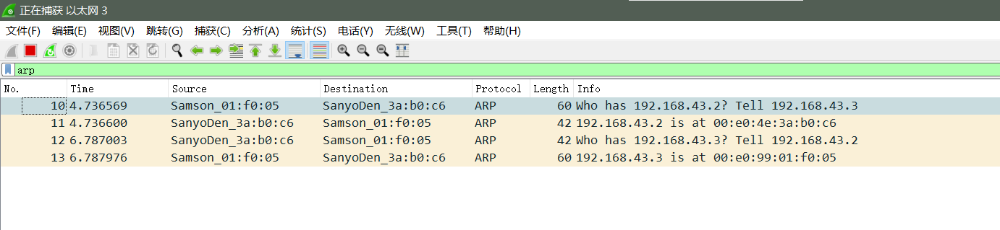 正在捕获 以太网 3
文件(F) 编辑(E) 视图(V) 跳转(G) 捕获(C) 分析(A) 统计(S) 电话(Y) 无线(W) 工具(T) 帮助(H)
arp
No. Time Source Destination Protocol Length Info
10 4.736569 Samson_01:f0:05 SanyoDen_3a:b0:c6 ARP 60 Who has 192.168.43.2? Tell 192.168.43.3
11 4.736600 SanyoDen_3a:b0:c6 Samson_01:f0:05 ARP 42 192.168.43.2 is at 00:e0:4e:3a:b0:c6
12 6.787003 SanyoDen_3a:b0:c6 Samson_01:f0:05 ARP 42 Who has 192.168.43.3? Tell 192.168.43.2
13 6.787976 Samson_01:f0:05 SanyoDen_3a:b0:c6 ARP 60 192.168.43.3 is at 00:e0:99:01:f0:05